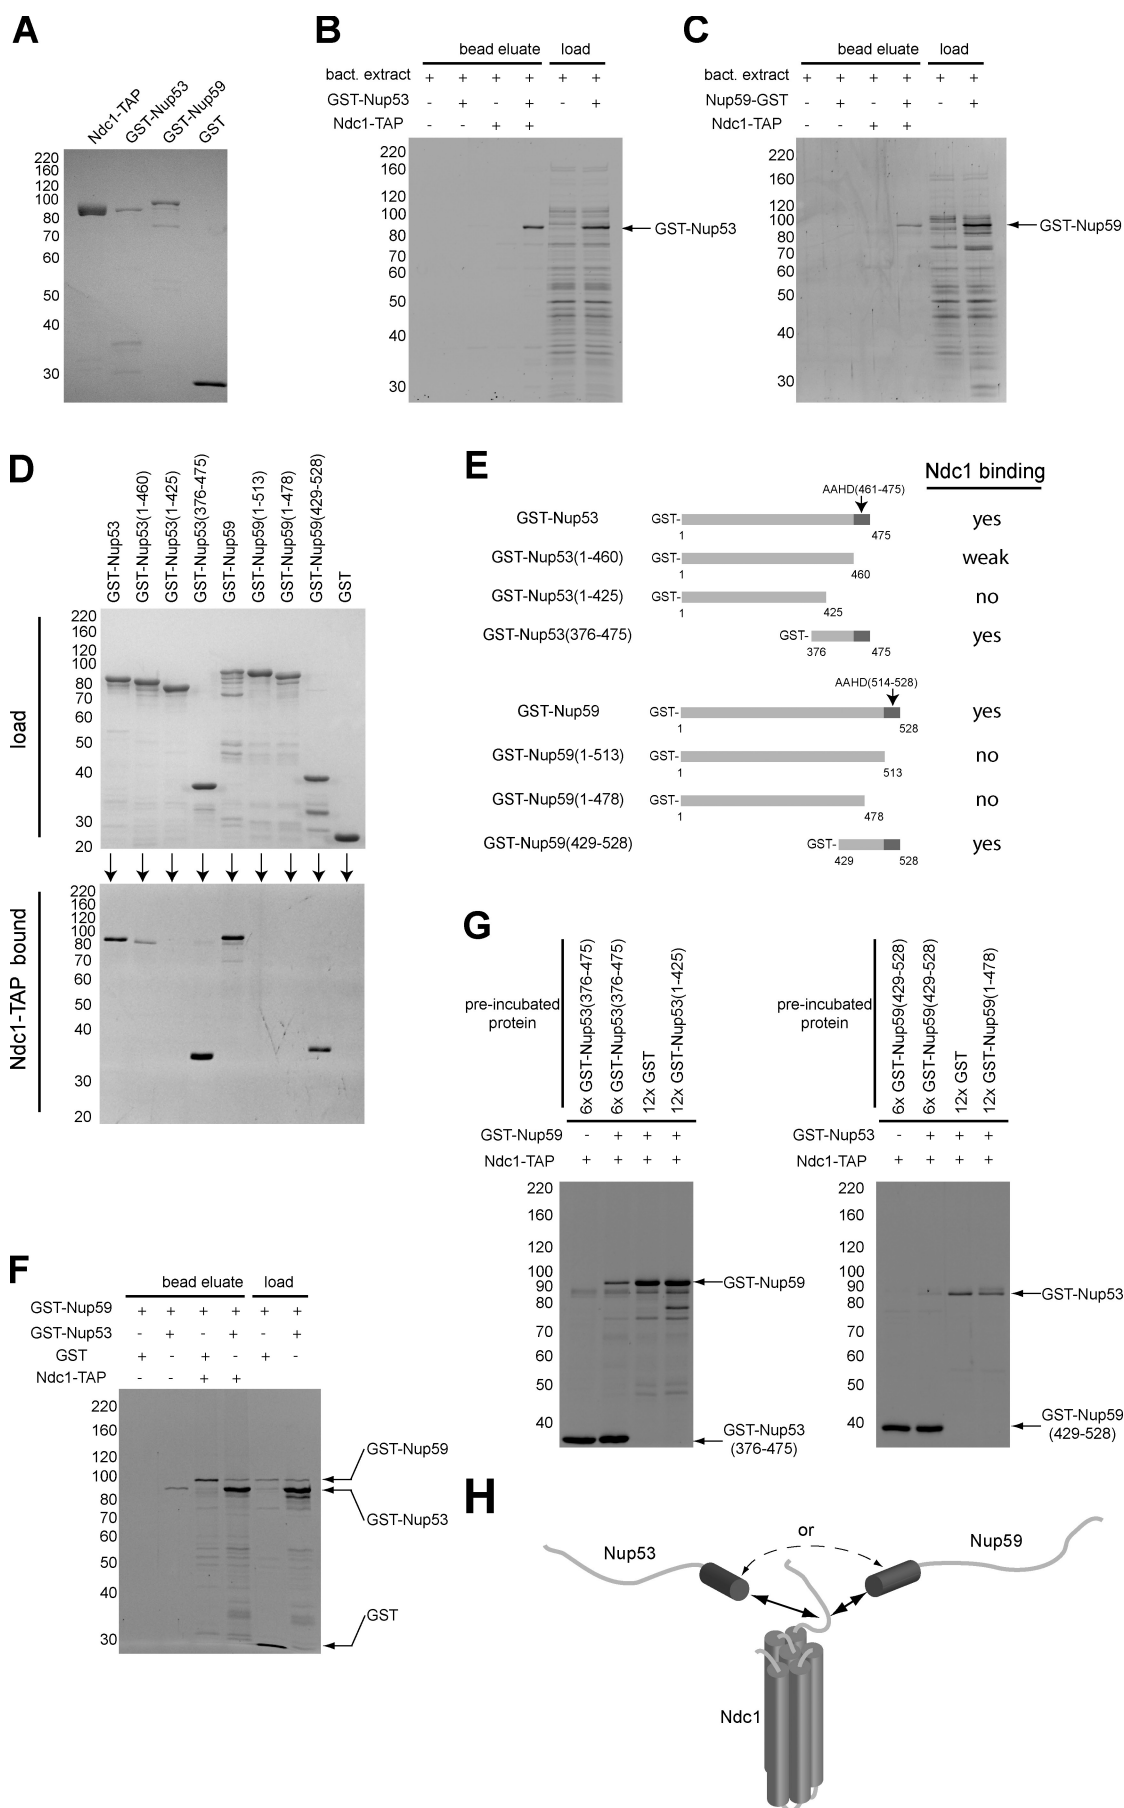 A
Ndc1-TAP
GST-Nup53
GST-Nup59
GST
220
160
120
100
80
60
50
40
30
B
bead eluate load
bact. extract + + + + + +
GST-Nup53 - + - + - +
Ndc1-TAP - - + +
220
160
120
100
80
70
60
50
40
30
GST-Nup53
C
bead eluate load
bact. extract + + + + + +
Nup59-GST - + - + - +
Ndc1-TAP - - + +
220
160
120
100
80
70
60
50
40
30
GST-Nup59
D
GST-Nup53
GST-Nup53(1-460)
GST-Nup53(1-425)
GST-Nup53(376-475)
GST-Nup59
GST-Nup59(1-513)
GST-Nup59(1-478)
GST-Nup59(429-528)
GST
load
220
160
120
100
80
70
60
50
40
30
20
Ndc1-TAP bound
220
160
120
100
80
70
60
50
40
30
20
E
Ndc1 binding
AAHD(461-475)
GST-Nup53 GST- yes
1 475
GST-Nup53(1-460) GST- weak
1 460
GST-Nup53(1-425) GST- no
1 425
GST-Nup53(376-475) GST- yes
376 475
AAHD(514-528)
GST-Nup59 GST- yes
1 528
GST-Nup59(1-513) GST- no
1 513
GST-Nup59(1-478) GST- no
1 478
GST-Nup59(429-528) GST- yes
429 528
F
bead eluate load
GST-Nup59 + + + + + +
GST-Nup53 - + - + - +
GST + - + - + -
Ndc1-TAP - - + +
220
160
120
100
80
70
60
50
40
30
GST-Nup59
GST-Nup53
GST
G
pre-incubated
protein
6x GST-Nup53(376-475)
6x GST-Nup53(376-475)
12x GST
12x GST-Nup53(1-425)
GST-Nup59 - + + +
Ndc1-TAP + + + +
220
160
120
100
90
80
70
60
50
40
GST-Nup59
GST-Nup53
(376-475)
pre-incubated
protein
6x GST-Nup59(429-528)
6x GST-Nup59(429-528)
12x GST
12x GST-Nup59(1-478)
GST-Nup53 - + + +
Ndc1-TAP + + + +
220
160
120
100
90
80
70
60
50
40
GST-Nup53
GST-Nup59
(429-528)
H
or
Nup53
Nup59
Ndc1